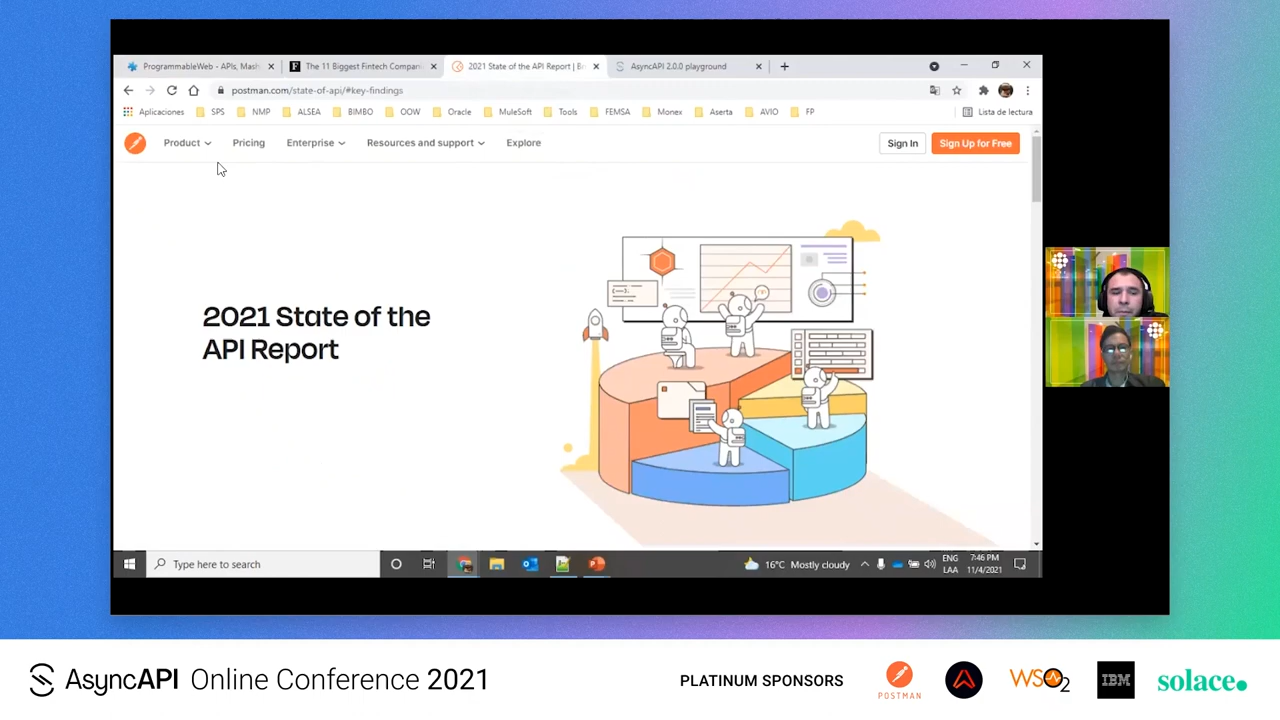 ProgrammableWeb - APIs, Mash
The 11 Biggest Fintech Compani
2021 State of the API Report | B
AsyncAPI 2.0.0 playground
postman.com/state-of-api/#key-findings
Aplicaciones
SPS
NMP
ALSEA
BIMBO
OOW
Oracle
MuleSoft
Tools
FEMSA
Monex
Aserta
AVIO
FP
Lista de lectura
Product
Pricing
Enterprise
Resources and support
Explore
Sign In
Sign Up for Free
2021 State of the
API Report
Type here to search
16°C Mostly cloudy
ENG
LAA
7:46 PM
11/4/2021
AsyncAPI Online Conference 2021
PLATINUM SPONSORS
POSTMAN
WSO2
IBM
solace.